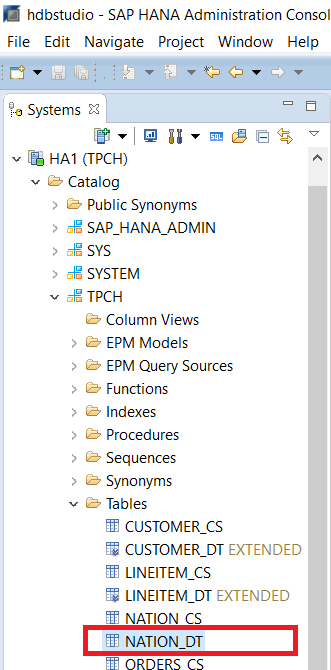 hdbstudio - SAP HANA Administration Conso
File Edit Navigate Project Window Help
Systems
SQL
HA1 (TPCH)
Catalog
Public Synonyms
SAP_HANA_ADMIN
SYS
SYSTEM
TPCH
Column Views
EPM Models
EPM Query Sources
Functions
Indexes
Procedures
Sequences
Synonyms
Tables
CUSTOMER_CS
CUSTOMER_DT EXTENDED
LINEITEM_CS
LINEITEM_DT EXTENDED
NATION_CS
NATION_DT
ORDERS_CS